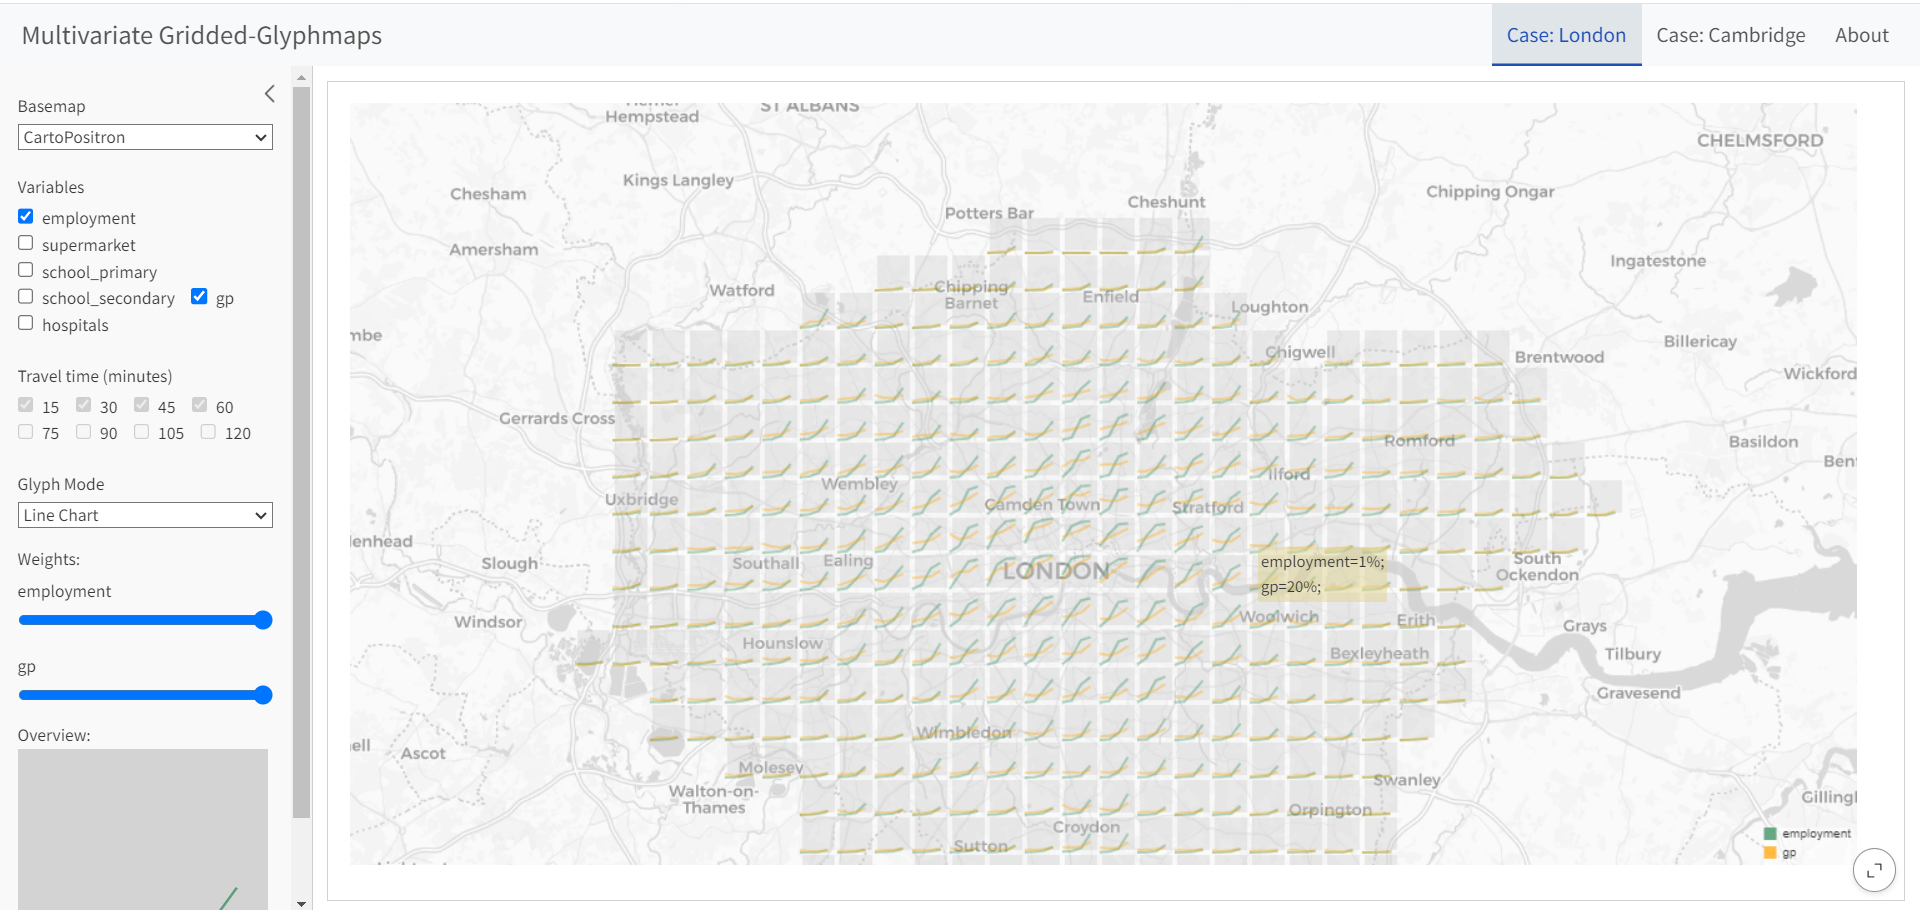 Multivariate Gridded-Glyphmaps
Case: London
Case: Cambridge
About
Basemap
CartoPositron
Variables
employment
supermarket
school_primary
school_secondary gp
hospitals
Travel time (minutes)
15 30 45 60
75 90 105 120
Glyph Mode
Line Chart
Weights:
employment
gp
Overview:
Hempstead
ST ALBANS
CHELMSFORD
Kings Langley
Chesham
Chipping Ongar
Cheshunt
Potters Bar
Amersham
Ingatestone
Watford
Chipping
Barnet
Enfield
Loughton
Billericay
Chigwell
Brentwood
Wickford
Gerrards Cross
Romford
Basildon
Ilford
Wembley
Uxbridge
Camden Town
Stratford
Southall
Ealing
Slough
LONDON
employment=1%;
gp=20%;
South
Ockendon
Windsor
Woolwich
Erith
Grays
Hounslow
Bexleyheath
Tilbury
Gravesend
Wimbledon
Ascot
Molesey
Swanley
Walton-on-
Thames
Orpington
Croydon
Sutton
employment
gp